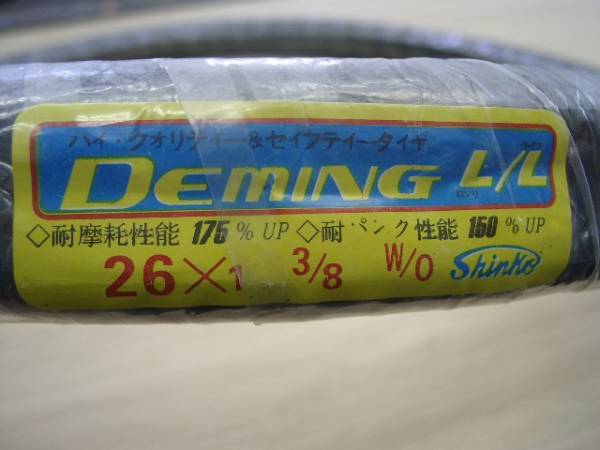 ハイ・クォリティー&セイフティータイヤ
DEMING L/L
◇耐摩耗性能 175% UP ◇耐パンク性能 150% UP
26×1 3/8 W/O Shinko